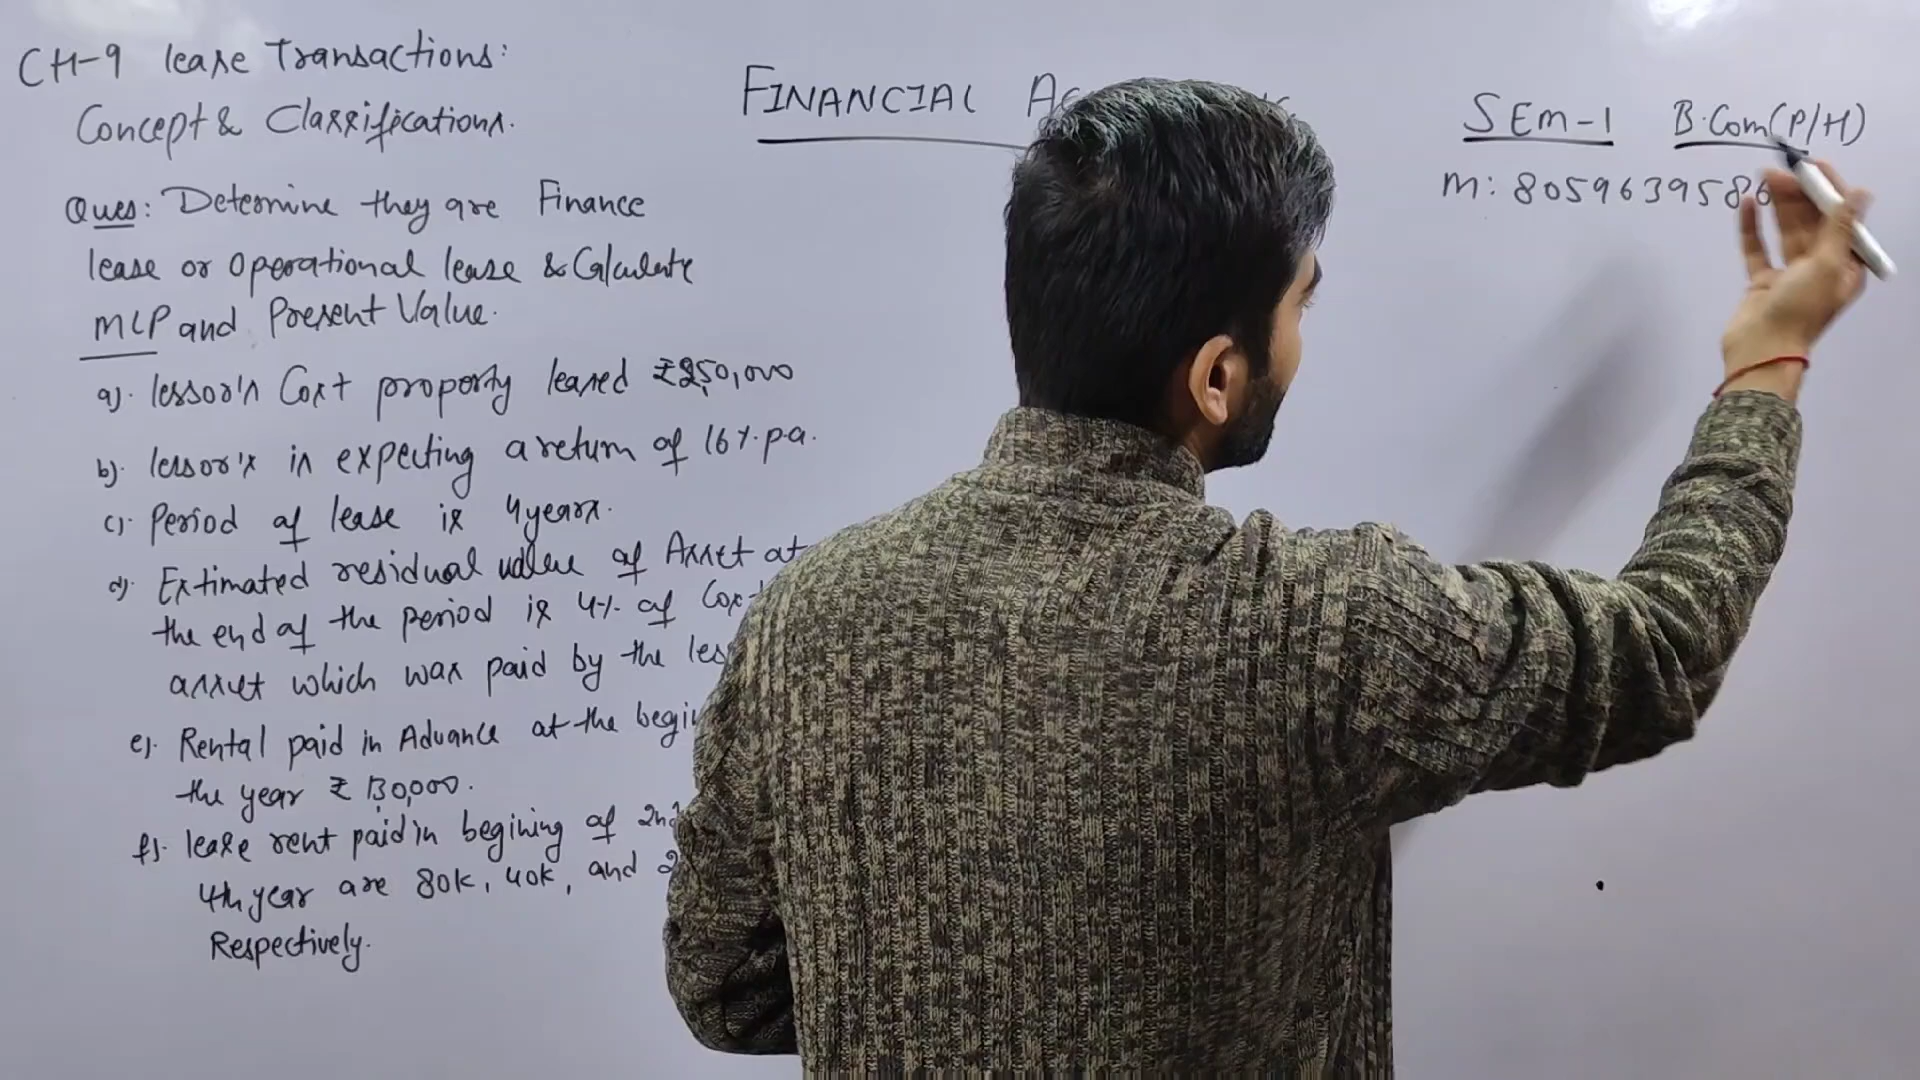 CH-9 lease Transactions:
Concept & Classifications.
Ques: Determine they are Finance
lease or Operational lease & Calculate
MLP and Present Value.
a). lessor's Cost property leased ₹250,000
b). lessor's is expecting a return of 16%.p.a.
c). Period of lease is 4 years.
d). Estimated residual value of Asset at
the end of the period is 4% of Cos
asset which was paid by the les
e). Rental paid in Advance at the begi
the year ₹ 130,000.
f). lease rent paid in begining of 2nd
4th year are 80k, 40k, and 2
Respectively.
FINANCIAL
SEM-1 B.Com(P/H)
M: 8059639586